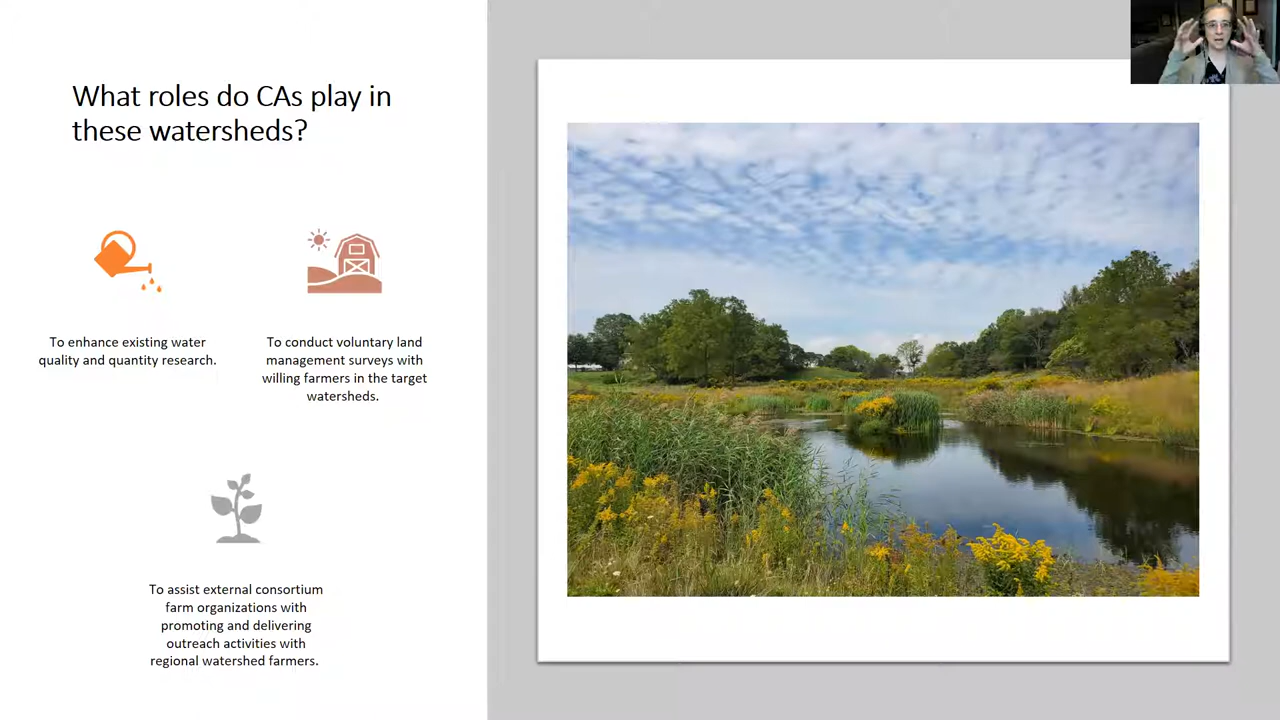 What roles do CAs play in
these watersheds?
To enhance existing water
quality and quantity research.
To conduct voluntary land
management surveys with
willing farmers in the target
watersheds.
To assist external consortium
farm organizations with
promoting and delivering
outreach activities with
regional watershed farmers.